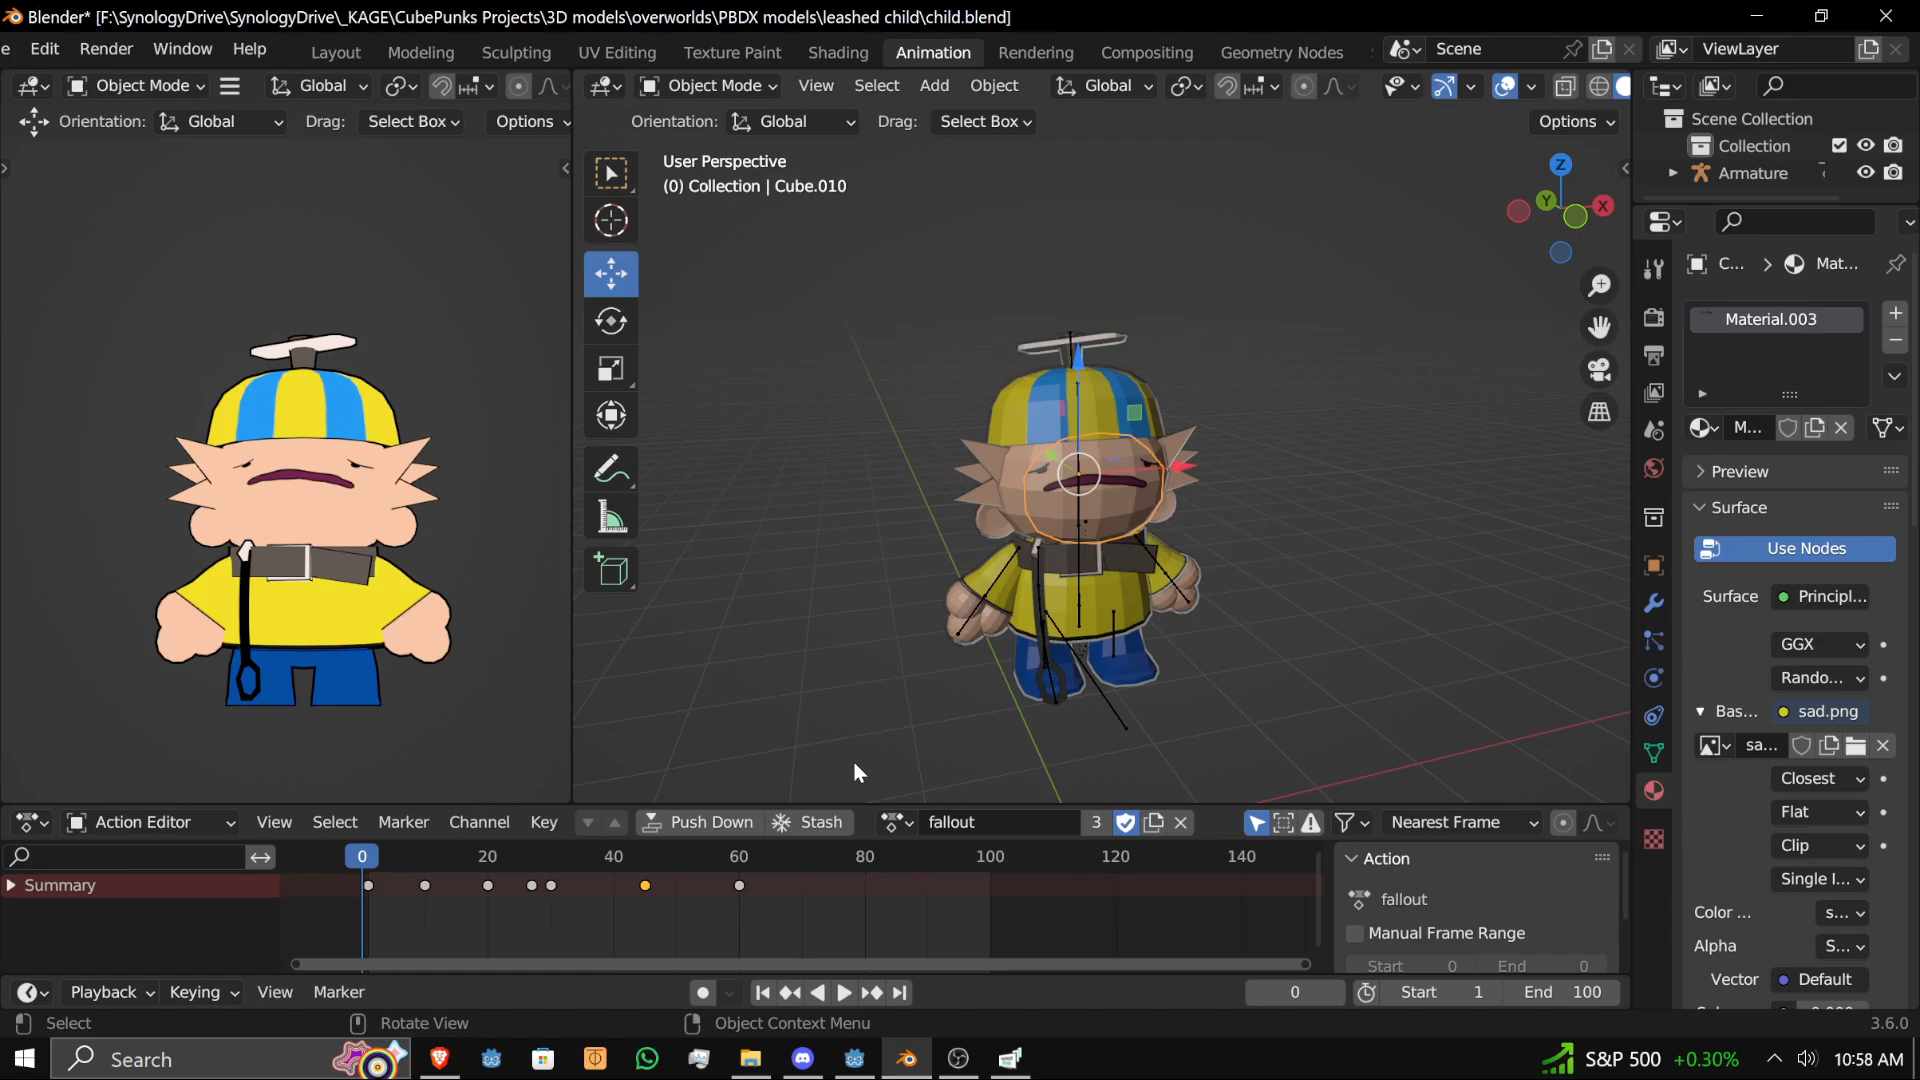 Blender* [F:\SynologyDrive\SynologyDrive\_KAGE\CubePunks Projects\3D models\overworlds\PBDX models\leashed child\child.blend]
e Edit Render Window Help Layout Modeling Sculpting UV Editing Texture Paint Shading Animation Rendering Compositing Geometry Nodes Scene ViewLayer
Object Mode Global Object Mode View Select Add Object Global
Orientation: Global Drag: Select Box Options Orientation: Global Drag: Select Box Options
Scene Collection
Collection
Armature
User Perspective
(0) Collection | Cube.010
Z
Y
X
C... Mat...
Material.003
M...
Preview
Surface
Use Nodes
Surface Principl...
GGX
Rando...
Bas... sad.png
sa...
Closest
Flat
Clip
Single I...
Color ... s...
Alpha S...
Vector Default
Action Editor View Select Marker Channel Key Push Down Stash fallout 3 Nearest Frame
0 20 40 60 80 100 120 140
Summary
Action
fallout
Manual Frame Range
Start 0 End 0
Playback Keying View Marker 0 Start 1 End 100
Select Rotate View Object Context Menu 3.6.0
Search S&P 500 +0.30% 10:58 AM